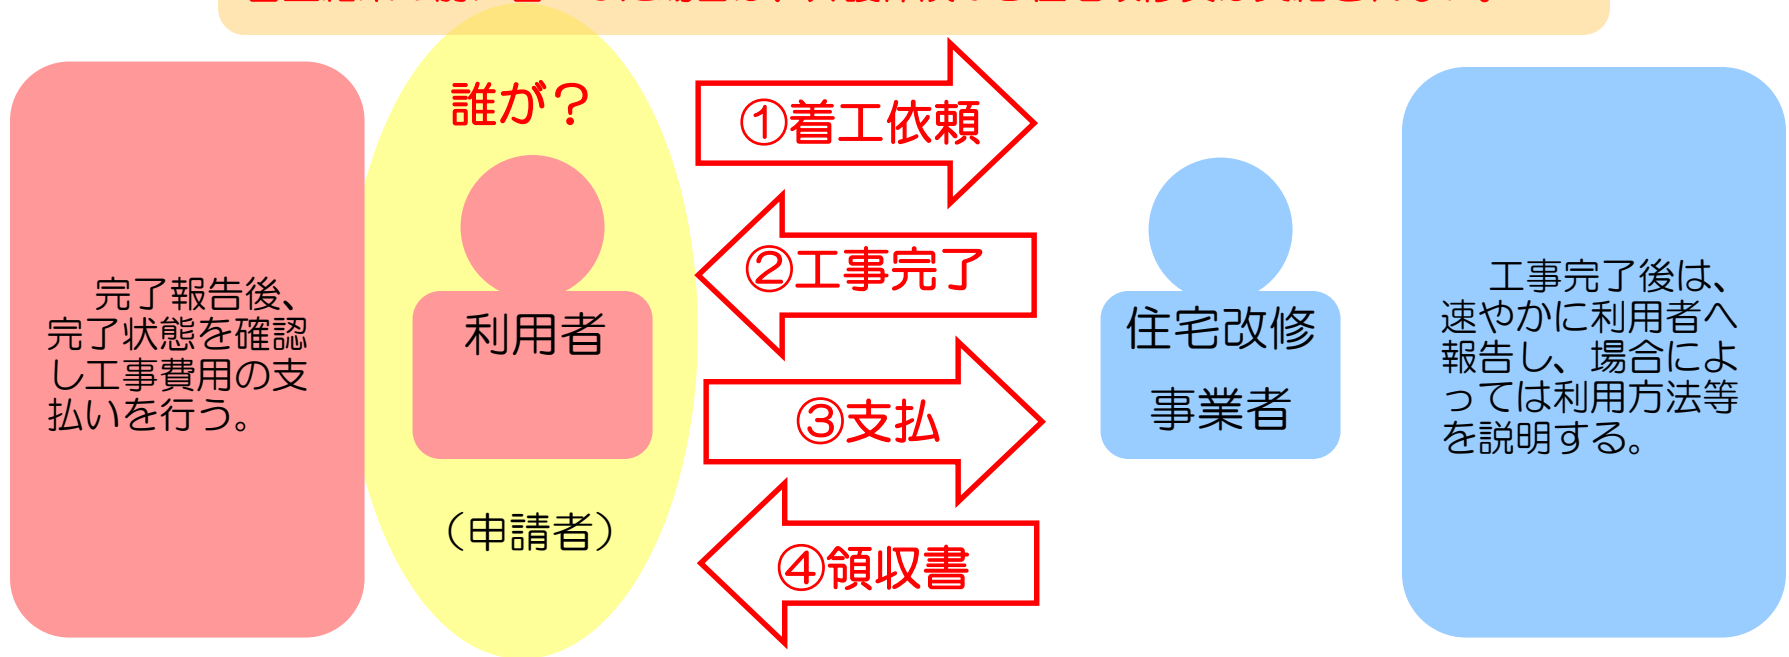 誰が？
①着工依頼
②工事完了
③支払
④領収書
利用者
（申請者）
住宅改修
事業者
完了報告後、
完了状態を確認
し工事費用の支
払いを行う。
工事完了後は、
速やかに利用者へ
報告し、場合によ
っては利用方法等
を説明する。